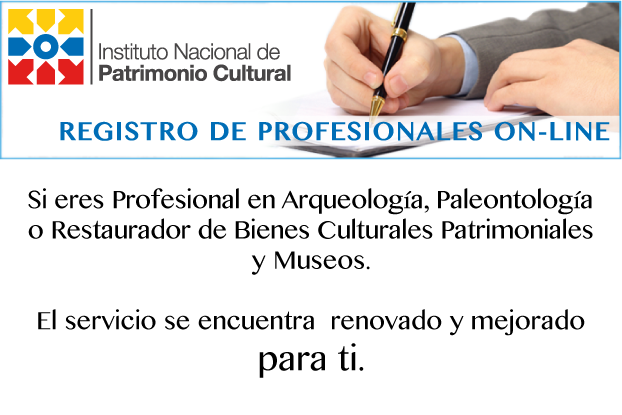 Instituto Nacional de
Patrimonio Cultural
REGISTRO DE PROFESIONALES ON-LINE
Si eres Profesional en Arqueología, Paleontología
o Restaurador de Bienes Culturales Patrimoniales
y Museos.
El servicio se encuentra renovado y mejorado
para ti.